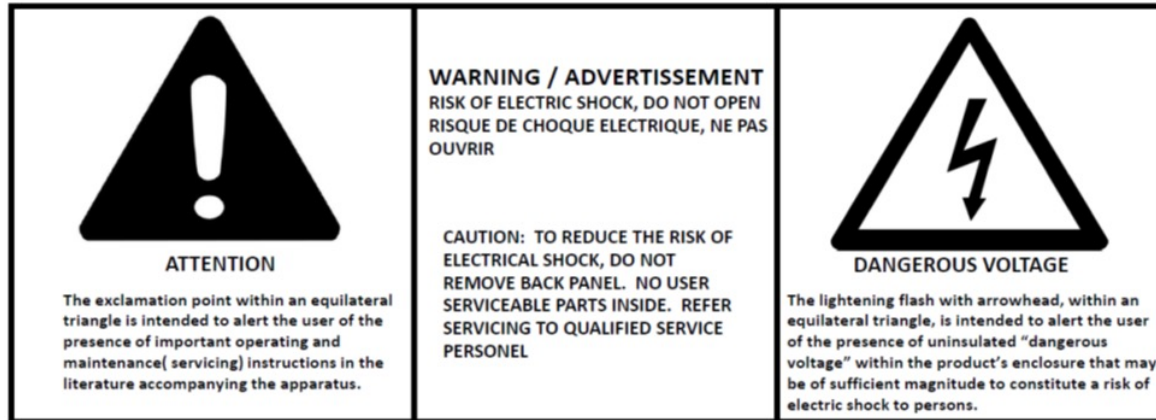 ATTENTION
The exclamation point within an equilateral
triangle is intended to alert the user of the
presence of important operating and
maintenance( servicing) instructions in the
literature accompanying the apparatus.
WARNING / ADVERTISSEMENT
RISK OF ELECTRIC SHOCK, DO NOT OPEN
RISQUE DE CHOQUE ELECTRIQUE, NE PAS
OUVRIR
CAUTION: TO REDUCE THE RISK OF
ELECTRICAL SHOCK, DO NOT
REMOVE BACK PANEL. NO USER
SERVICEABLE PARTS INSIDE. REFER
SERVICING TO QUALIFIED SERVICE
PERSONEL
DANGEROUS VOLTAGE
The lightening flash with arrowhead, within an
equilateral triangle, is intended to alert the user
of the presence of uninsulated “dangerous
voltage” within the product’s enclosure that may
be of sufficient magnitude to constitute a risk of
electric shock to persons.